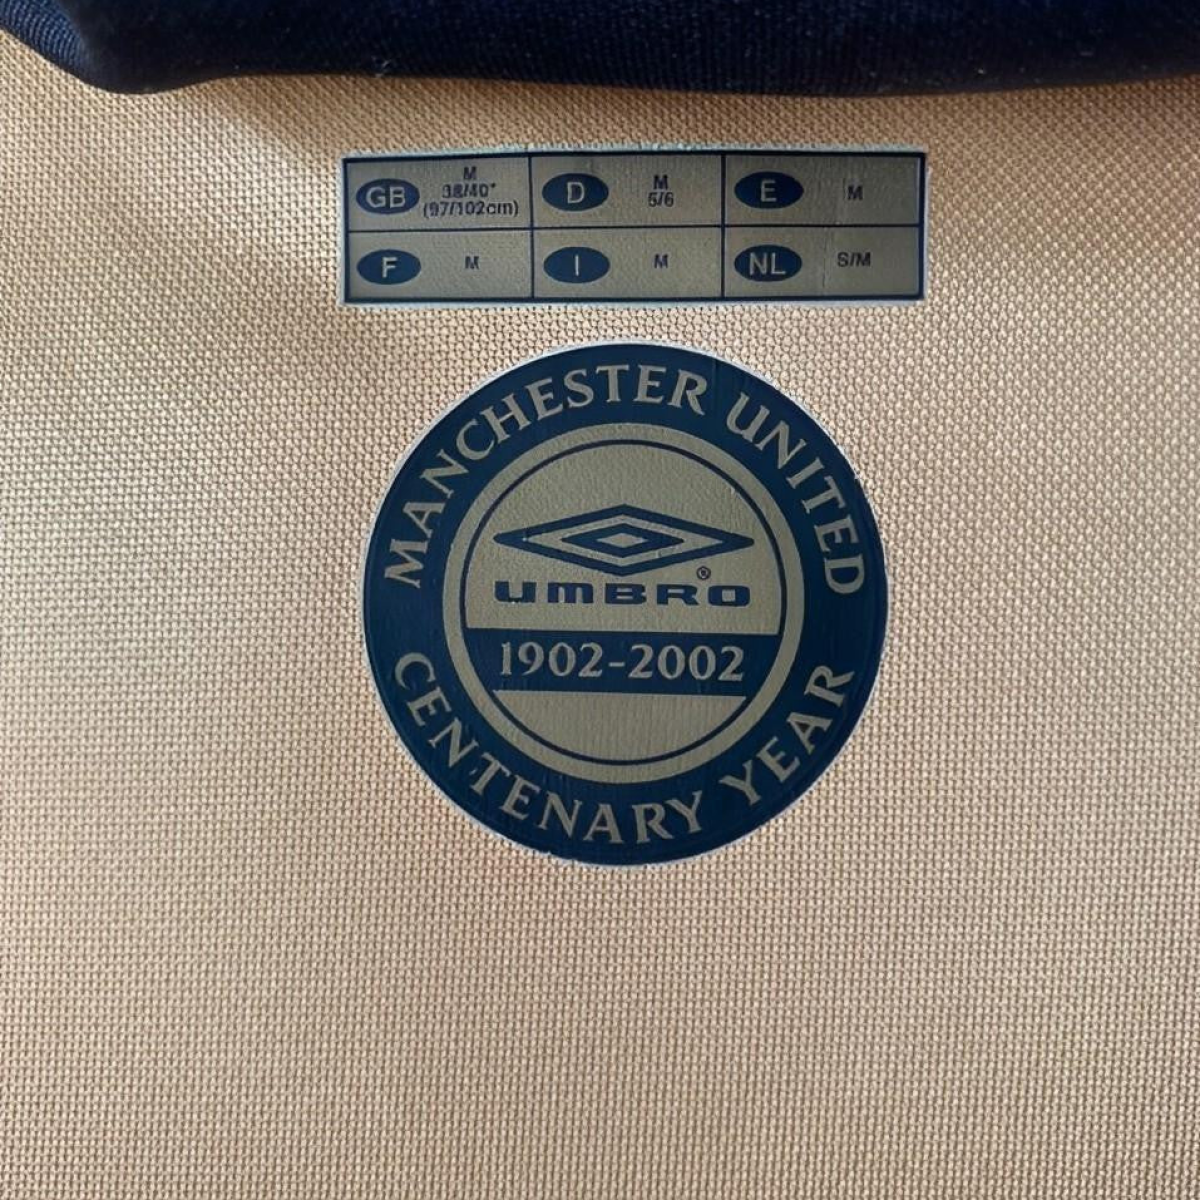 GB M 38/40" (97/102cm)
D M 5/6
E M
F M
I M
NL S/M
MANCHESTER UNITED
UMBRO®
1902-2002
CENTENARY YEAR